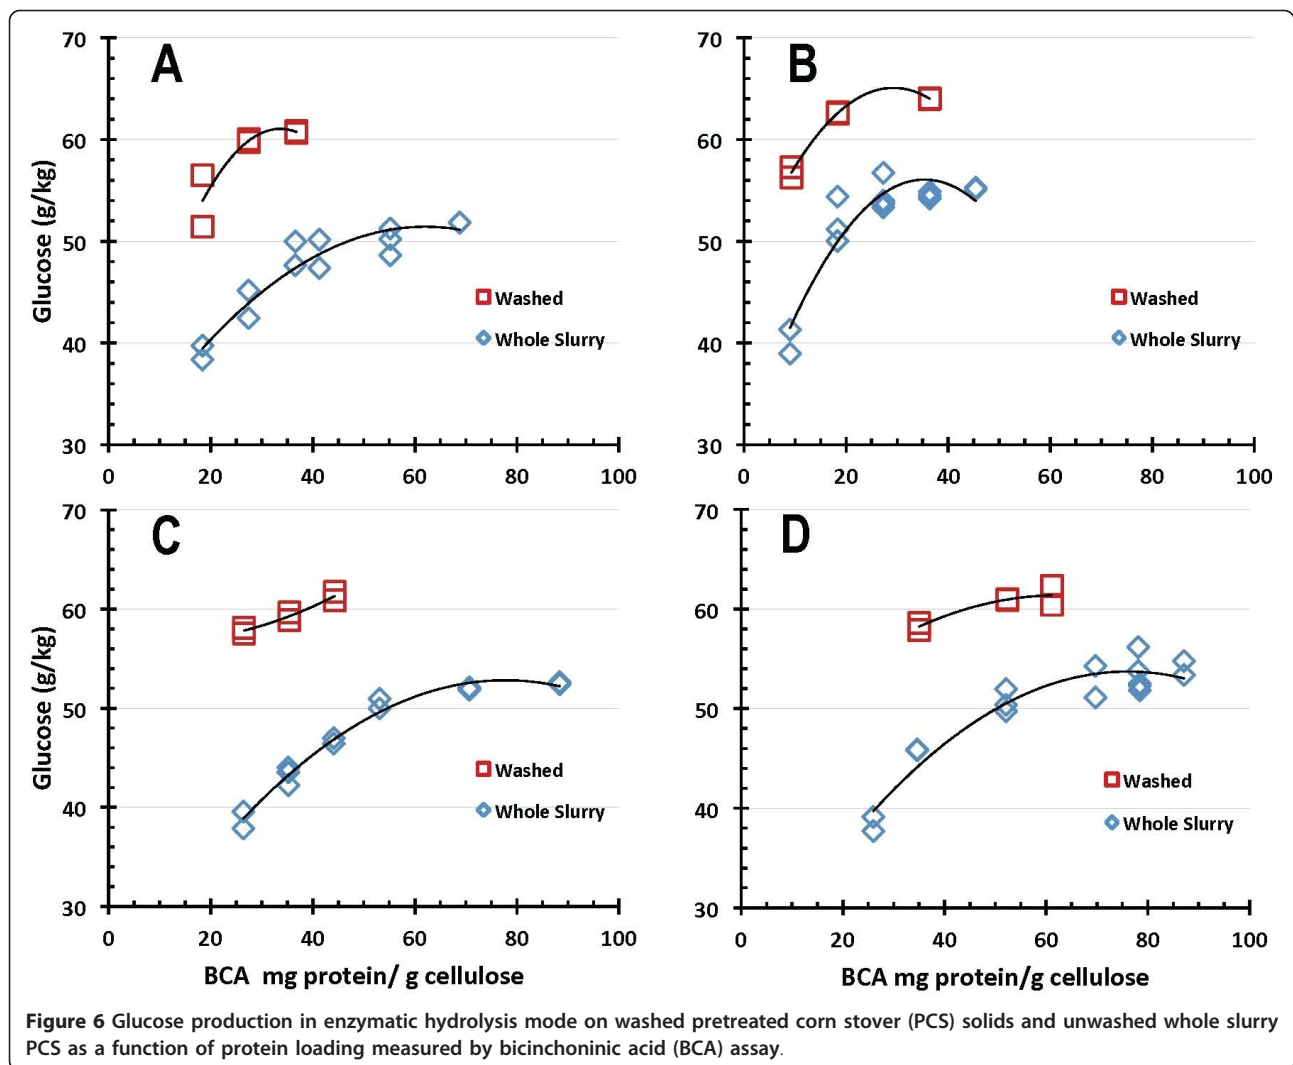 A
70
60
50
40
30
Glucose (g/kg)
0 20 40 60 80 100
Washed
Whole Slurry
B
70
60
50
40
30
0 20 40 60 80 100
Washed
Whole Slurry
C
70
60
50
40
30
Glucose (g/kg)
0 20 40 60 80 100
BCA mg protein/ g cellulose
Washed
Whole Slurry
D
70
60
50
40
30
0 20 40 60 80 100
BCA mg protein/g cellulose
Washed
Whole Slurry
Figure 6 Glucose production in enzymatic hydrolysis mode on washed pretreated corn stover (PCS) solids and unwashed whole slurry
PCS as a function of protein loading measured by bicinchoninic acid (BCA) assay.